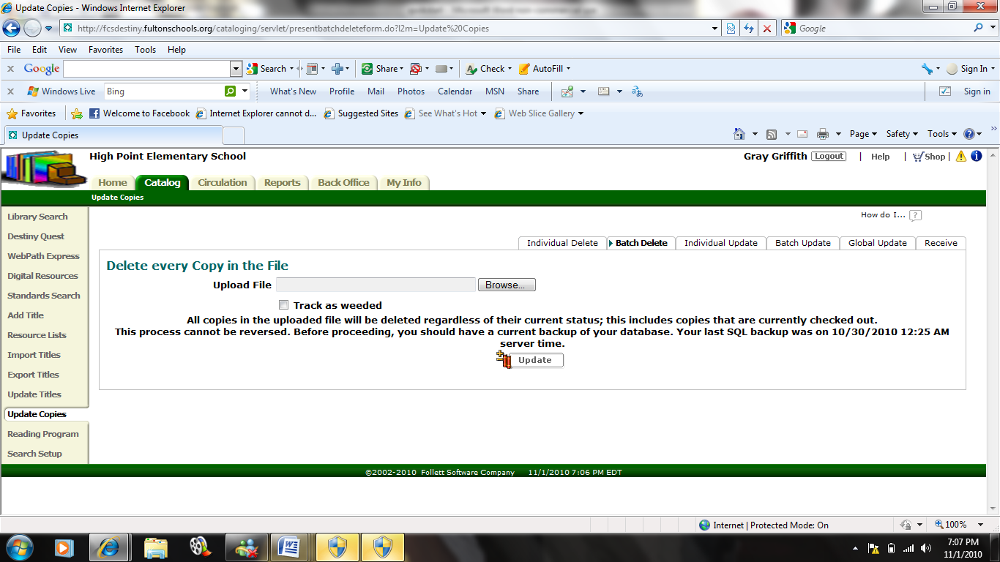 Update Copies - Windows Internet Explorer
http://fcsdestiny.fultonschools.org/cataloging/servlet/presentbatchdeleteform.do?l2m=Update%20Copies
Google
File Edit View Favorites Tools Help
x Google Search Share Check AutoFill Sign In
x Windows Live Bing What's New Profile Mail Photos Calendar MSN Share Sign in
Favorites Welcome to Facebook Internet Explorer cannot d... Suggested Sites See What's Hot Web Slice Gallery
Update Copies Page Safety Tools »
High Point Elementary School Gray Griffith Logout | Help | Shop |
Home Catalog Circulation Reports Back Office My Info
Update Copies
Library Search
Destiny Quest
WebPath Express
Digital Resources
Standards Search
Add Title
Resource Lists
Import Titles
Export Titles
Update Titles
Update Copies
Reading Program
Search Setup
How do I... ?
Individual Delete Batch Delete Individual Update Batch Update Global Update Receive
Delete every Copy in the File
Upload File Browse...
Track as weeded
All copies in the uploaded file will be deleted regardless of their current status; this includes copies that are currently checked out.
This process cannot be reversed. Before proceeding, you should have a current backup of your database. Your last SQL backup was on 10/30/2010 12:25 AM
server time.
Update
©2002-2010 Follett Software Company 11/1/2010 7:06 PM EDT
Internet | Protected Mode: On 100%
7:07 PM
11/1/2010